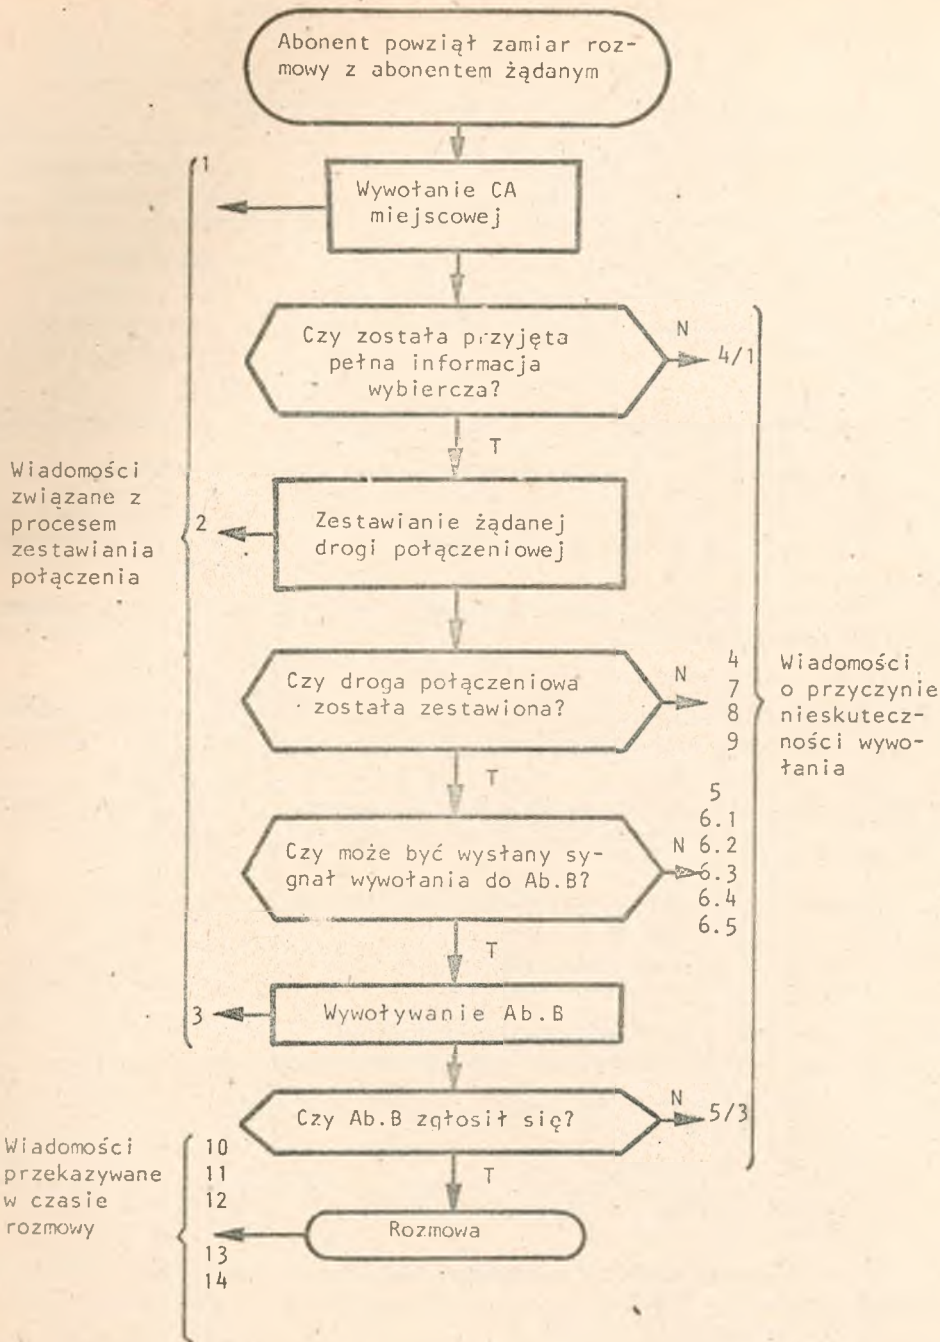 Abonent powziął zamiar roz-
mowy z abonentem żądanym
1
Wywołanie CA
miejscowej
Czy została przyjęta
pełna informacja
wybiercza?
N
4/1
T
Wiadomości
związane z
procesem
zestawiania
połączenia
2
Zestawianie żądanej
drogi połączeniowej
Czy droga połączeniowa
została zestawiona?
N
4
7
8
9
Wiadomości
o przyczynie
nieskutecz-
ności wywo-
łania
T
Czy może być wysłany sy-
gnał wywołania do Ab.B?
N
5
6.1
6.2
6.3
6.4
6.5
T
3
Wywoływanie Ab.B
Czy Ab.B zgłosił się?
N
5/3
T
Wiadomości
przekazywane
w czasie
rozmowy
10
11
12
13
14
Rozmowa